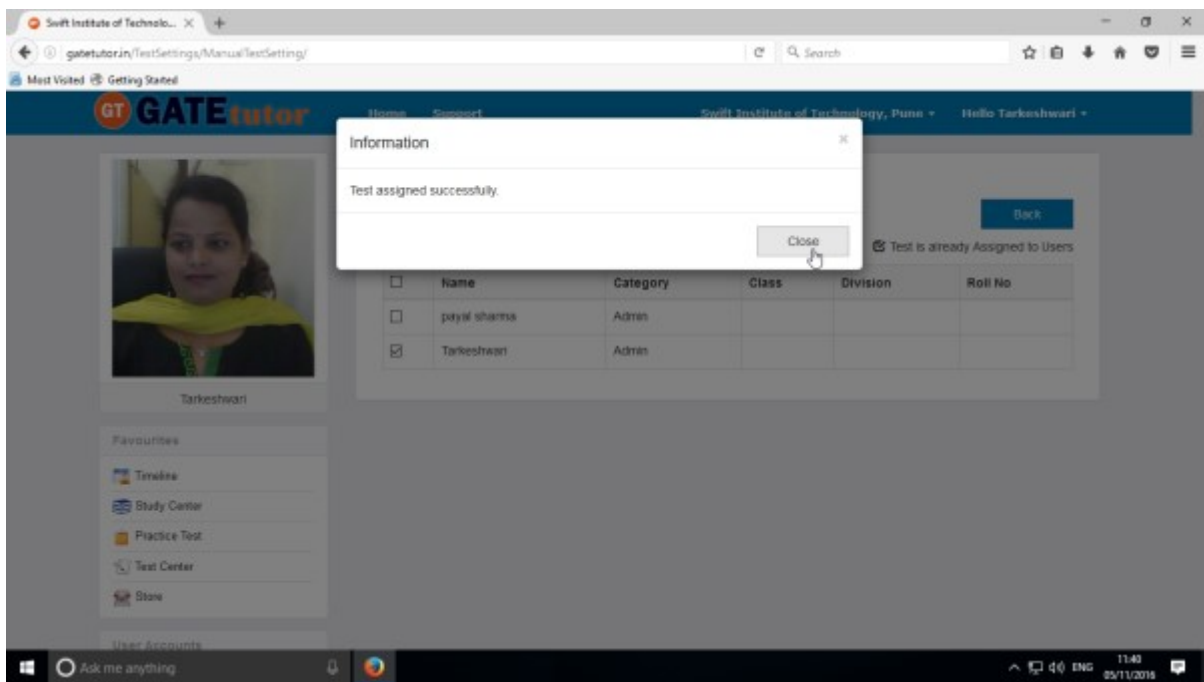 Swift Institute of Technolo...
gatetutor.in/TestSettings/ManualTestSetting/
Search
Most Visited Getting Started
GT GATEtutor Home Support Swift Institute of Technology, Pune Hello Tarkeshwari
Information
Test assigned successfully.
Close
Back
Test is already Assigned to Users
Name Category Class Division Roll No
payal sharma Admin
Tarkeshwari Admin
Tarkeshwari
Favourites
Timeline
Study Center
Practice Test
Test Center
Store
User Accounts
Ask me anything
ENG
11:40
05/11/2016